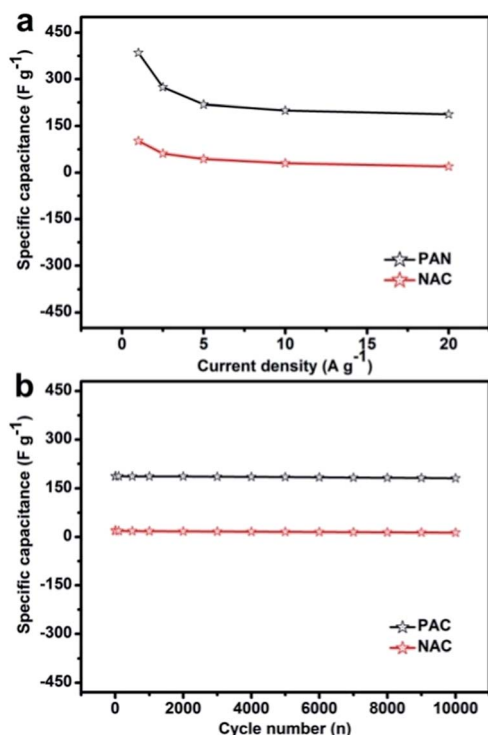 a
Specific capacitance (F g-1)
450
300
150
0
-150
-300
-450
PAN
NAC
0 5 10 15 20
Current density (A g-1)
b
Specific capacitance (F g-1)
450
300
150
0
-150
-300
-450
PAC
NAC
0 2000 4000 6000 8000 10000
Cycle number (n)